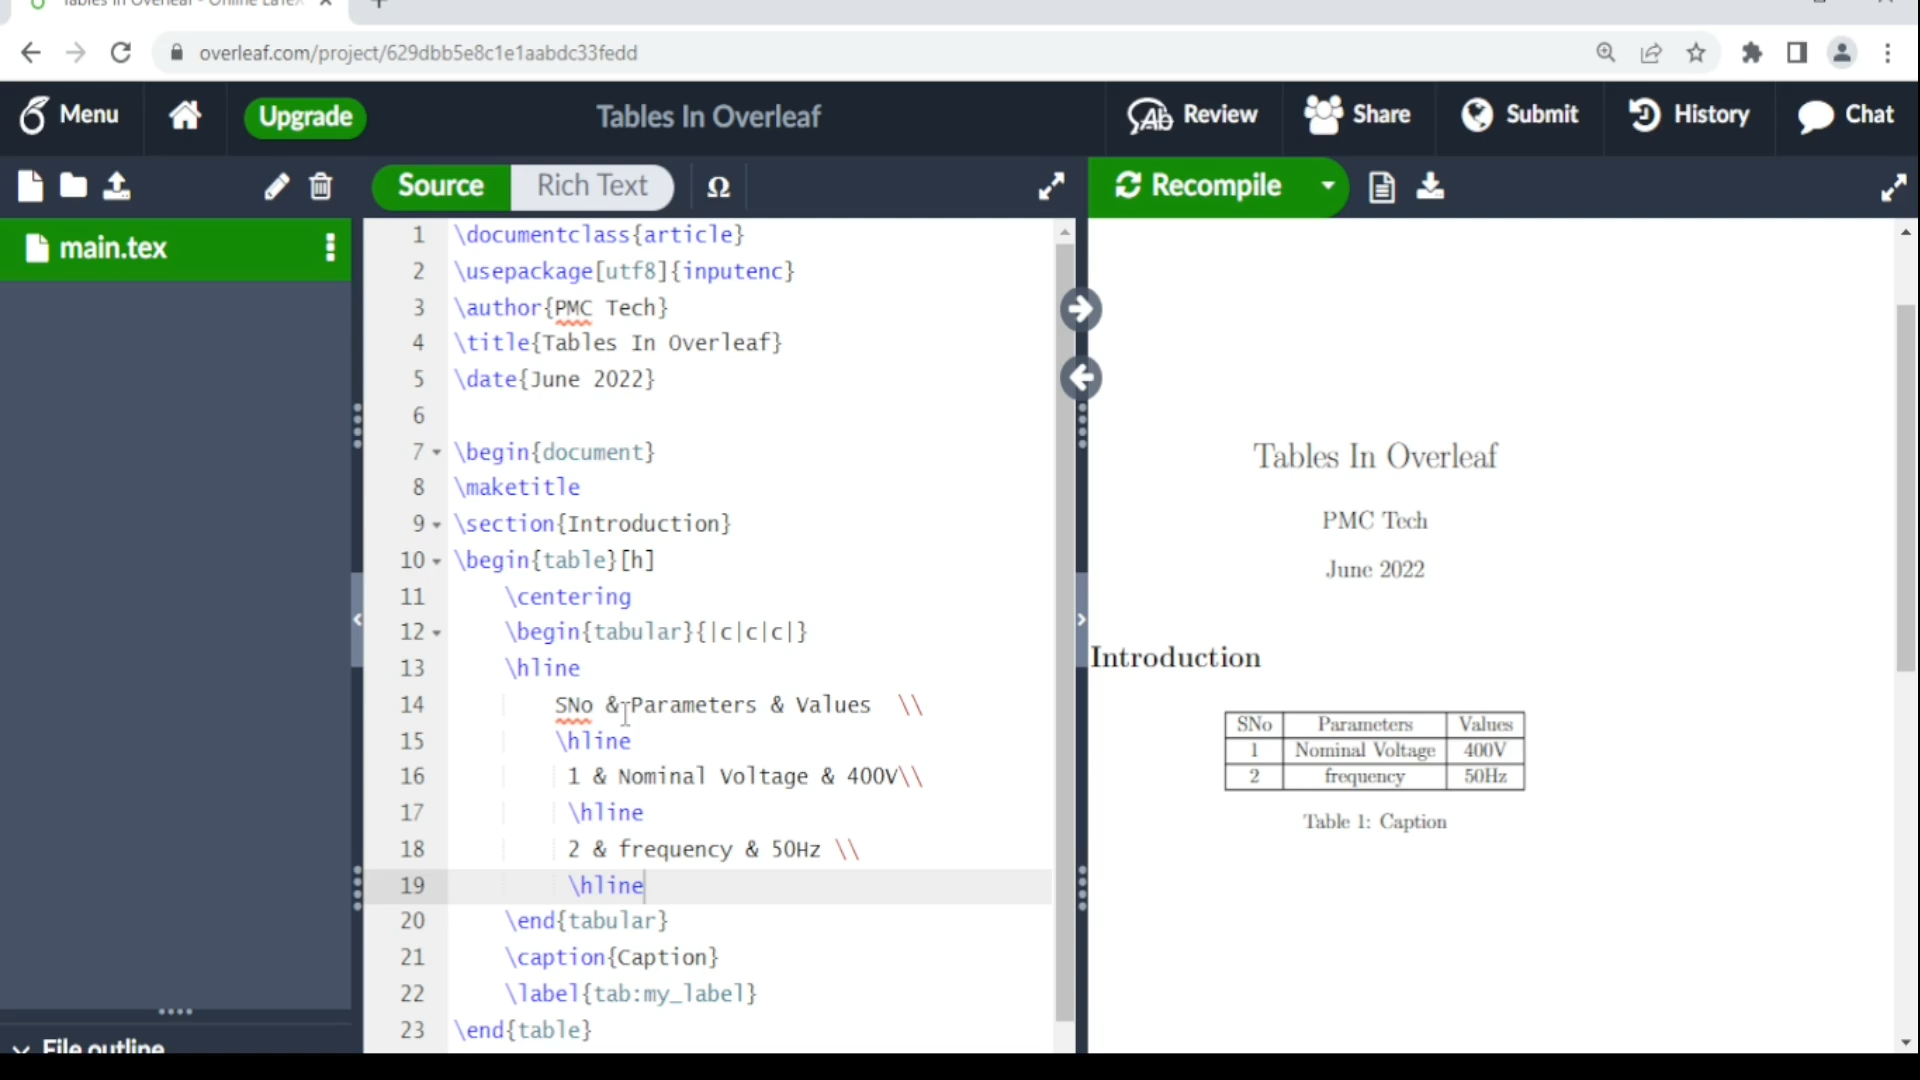 Tables In Overleaf - Online LaTeX
overleaf.com/project/629dbb5e8c1e1aabdc33fedd
Menu
Upgrade
Tables In Overleaf
Review
Share
Submit
History
Chat
Source
Rich Text
Ω
Recompile
main.tex
1 \documentclass{article}
2 \usepackage[utf8]{inputenc}
3 \author{PMC Tech}
4 \title{Tables In Overleaf}
5 \date{June 2022}
6
7 \begin{document}
8 \maketitle
9 \section{Introduction}
10 \begin{table}[h]
11 \centering
12 \begin{tabular}{|c|c|c|}
13 \hline
14 SNo & Parameters & Values \\
15 \hline
16 1 & Nominal Voltage & 400V\\
17 \hline
18 2 & frequency & 50Hz \\
19 \hline
20 \end{tabular}
21 \caption{Caption}
22 \label{tab:my_label}
23 \end{table}
File outline
Tables In Overleaf
PMC Tech
June 2022
Introduction
SNo Parameters Values
1 Nominal Voltage 400V
2 frequency 50Hz
Table 1: Caption